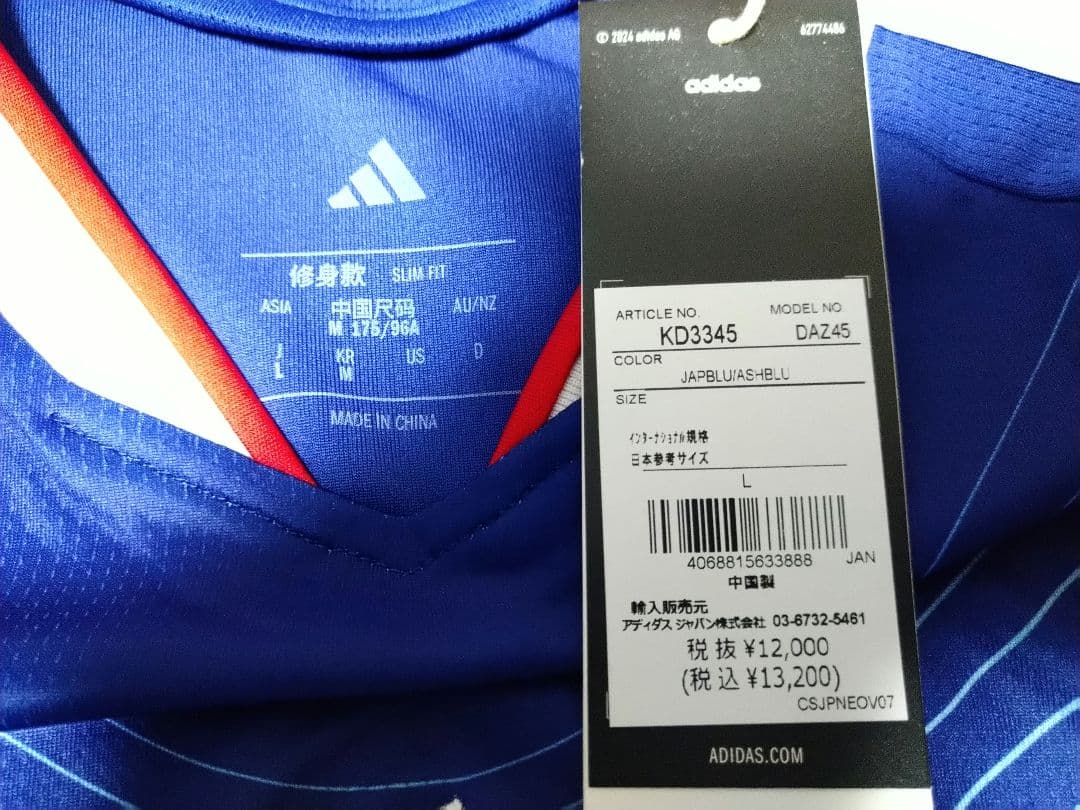 修身款 SLIM FIT
ASIA 中国尺码 AU/NZ
M 175/96A
J KR US D
L M
MADE IN CHINA
© 2024 adidas AG 62774486
adidas
ARTICLE NO. MODEL NO
KD3345 DAZ45
COLOR
JAPBLU/ASHBLU
SIZE
インターナショナル規格
日本参考サイズ
L
4068815633888 JAN
中国製
輸入販売元
アディダス ジャパン株式会社 03-6732-5461
税抜 ¥12,000
(税込 ¥13,200)
CSJPNEOV07
ADIDAS.COM